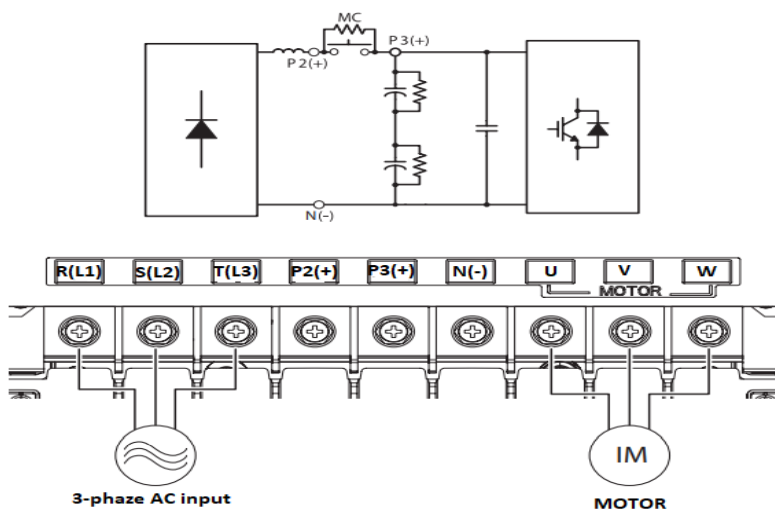 MC
P2(+)
P3(+)
N(-)
R(L1) S(L2) T(L3) P2(+) P3(+) N(-) U V W
MOTOR
IM
3-phaze AC input
MOTOR